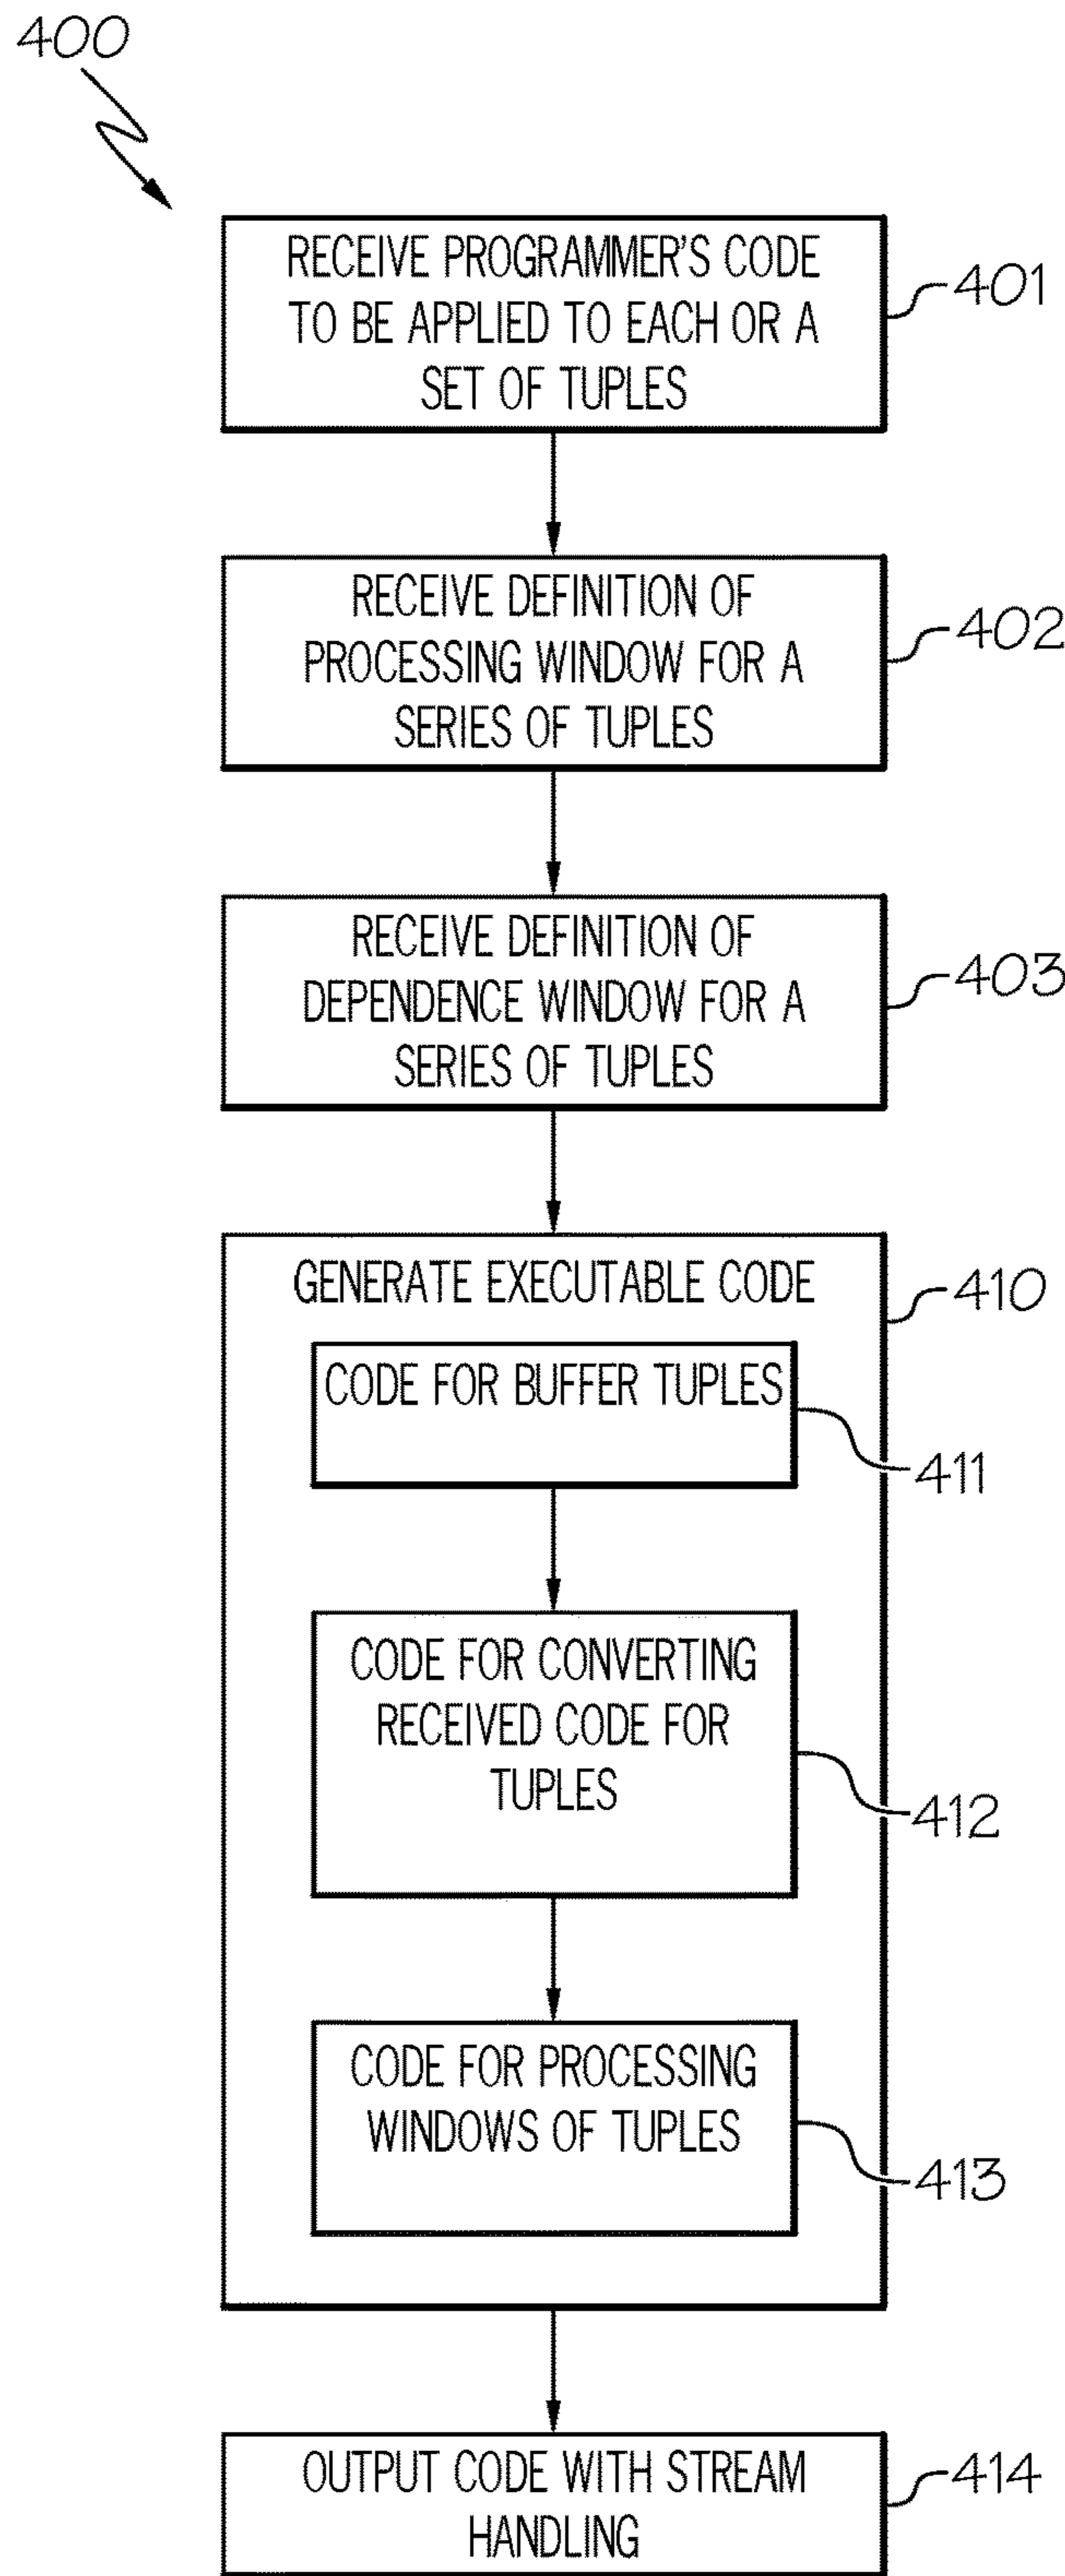 400
RECEIVE PROGRAMMER'S CODE
TO BE APPLIED TO EACH OR A
SET OF TUPLES
401
RECEIVE DEFINITION OF
PROCESSING WINDOW FOR A
SERIES OF TUPLES
402
RECEIVE DEFINITION OF
DEPENDENCE WINDOW FOR A
SERIES OF TUPLES
403
GENERATE EXECUTABLE CODE
410
CODE FOR BUFFER TUPLES
411
CODE FOR CONVERTING
RECEIVED CODE FOR
TUPLES
412
CODE FOR PROCESSING
WINDOWS OF TUPLES
413
OUTPUT CODE WITH STREAM
HANDLING
414